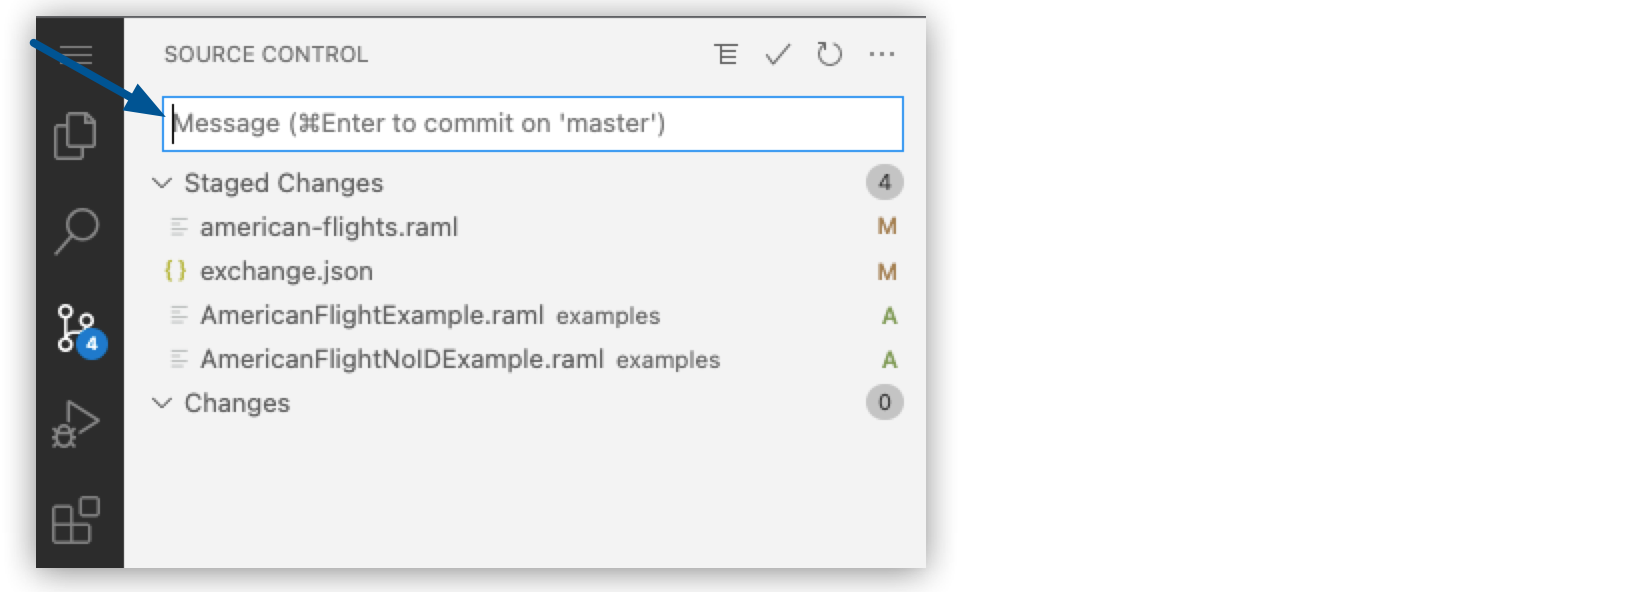 SOURCE CONTROL
Message (⌘Enter to commit on 'master')
Staged Changes 4
american-flights.raml M
{} exchange.json M
AmericanFlightExample.raml examples A
4
AmericanFlightNoIDExample.raml examples A
Changes 0